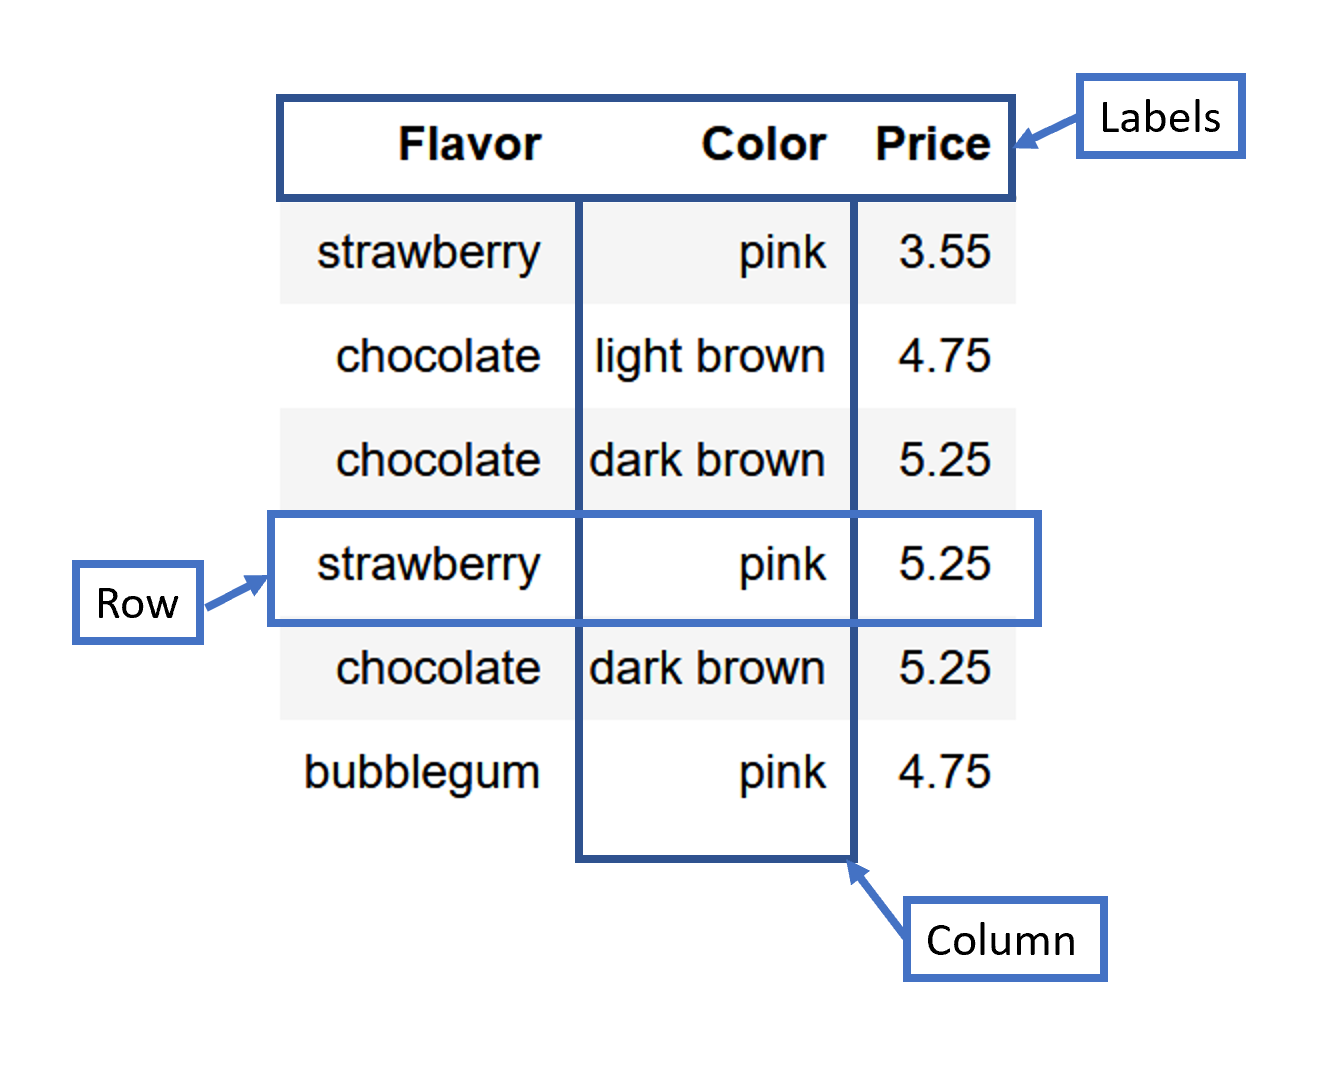 Labels
Flavor Color Price
strawberry pink 3.55
chocolate light brown 4.75
chocolate dark brown 5.25
strawberry pink 5.25
Row
chocolate dark brown 5.25
bubblegum pink 4.75
Column